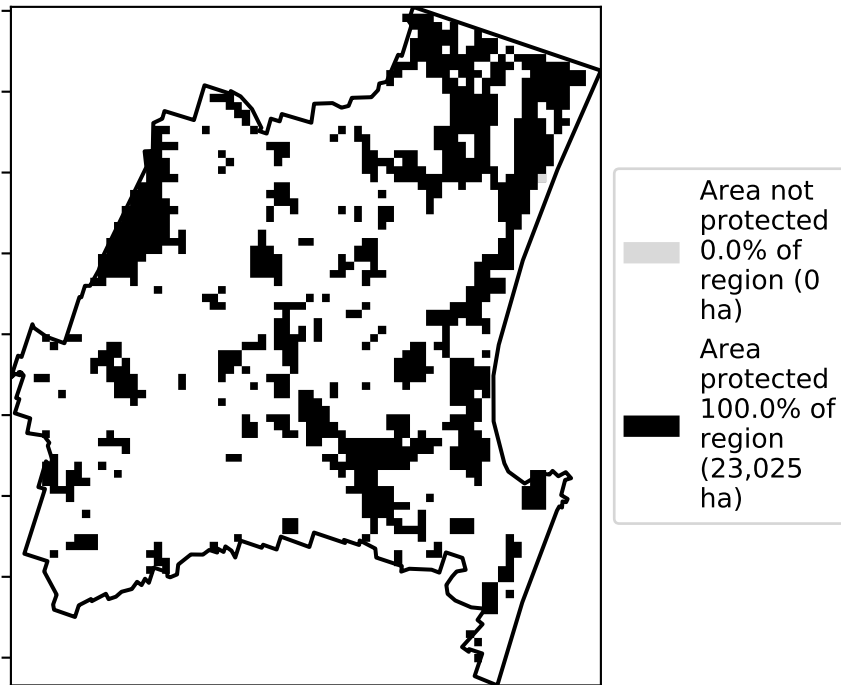 Area not
protected
0.0% of
region (0
ha)
Area
protected
100.0% of
region
(23,025
ha)